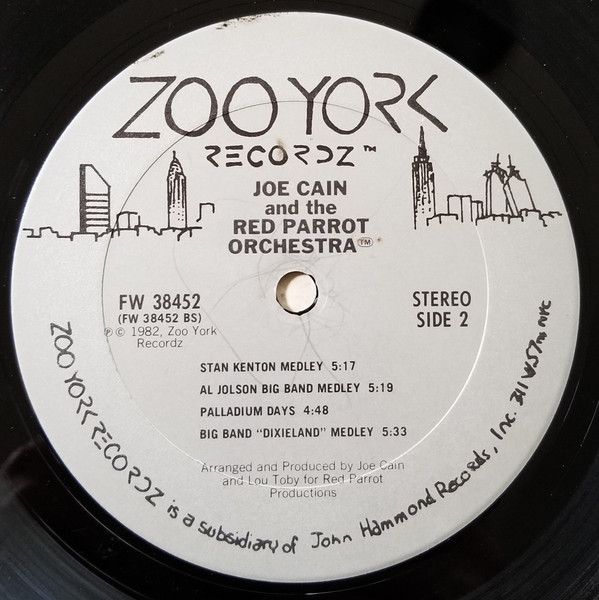 ZOO YORK
RECORDZ™
JOE CAIN
and the
RED PARROT
ORCHESTRA™
FW 38452
(FW 38452 BS)
℗ © 1982, Zoo York
Recordz
STEREO
SIDE 2
STAN KENTON MEDLEY 5:17
AL JOLSON BIG BAND MEDLEY 5:19
PALLADIUM DAYS 4:48
BIG BAND "DIXIELAND" MEDLEY 5:33
Arranged and Produced by Joe Cain
and Lou Toby for Red Parrot
Productions
ZOO YORK RECORDZ is a subsidiary of John Hammond Records, Inc. 311 W. 57th NYC